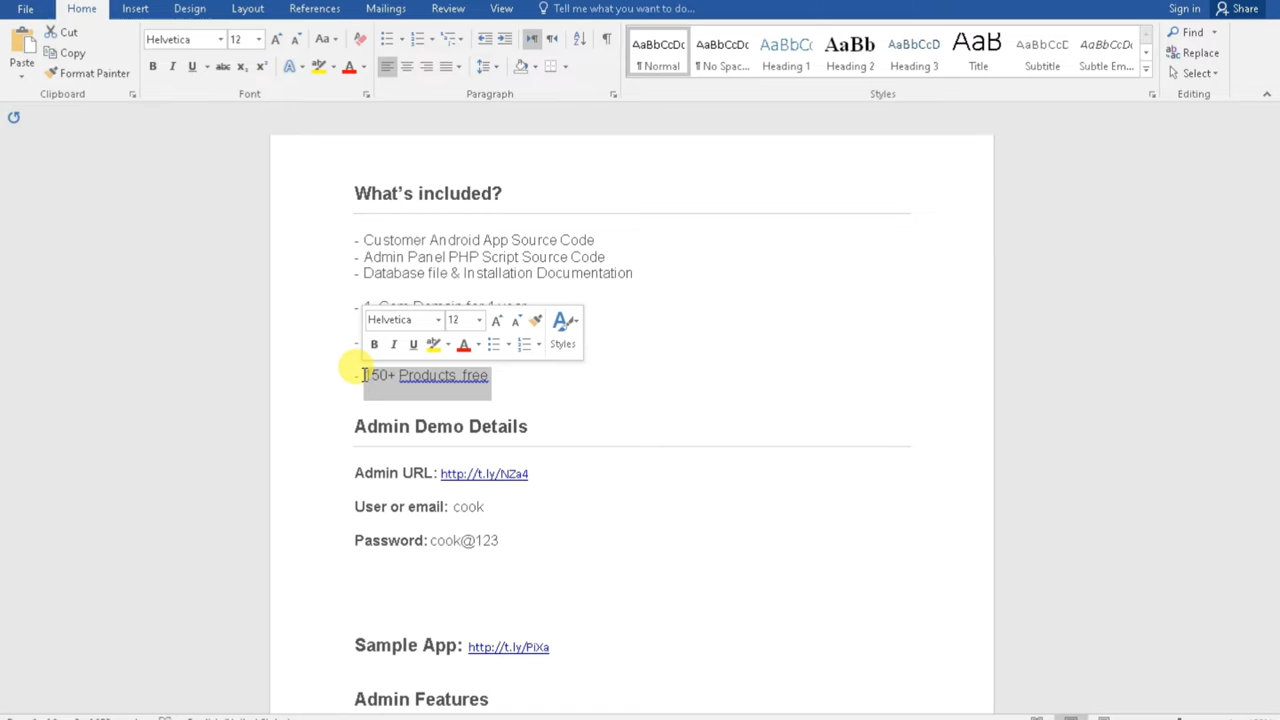 File Home Insert Design Layout References Mailings Review View Tell me what you want to do... Sign in Share
Paste
Cut
Copy
Format Painter
Clipboard
Helvetica 12
Font
Paragraph
AaBbCcDc ¶ Normal
AaBbCcDc ¶ No Spac...
AaBbCc Heading 1
AaBb Heading 2
AaBbCcD Heading 3
AaB Title
AaBbCcD Subtitle
AaBbCcDc Subtle Em...
Styles
Find
Replace
Select
Editing
What's included?
- Customer Android App Source Code
- Admin Panel PHP Script Source Code
- Database file & Installation Documentation
Helvetica 12
Styles
50+ Products free
Admin Demo Details
Admin URL: http://t.ly/NZa4
User or email: cook
Password: cook@123
Sample App: http://t.ly/PiXa
Admin Features